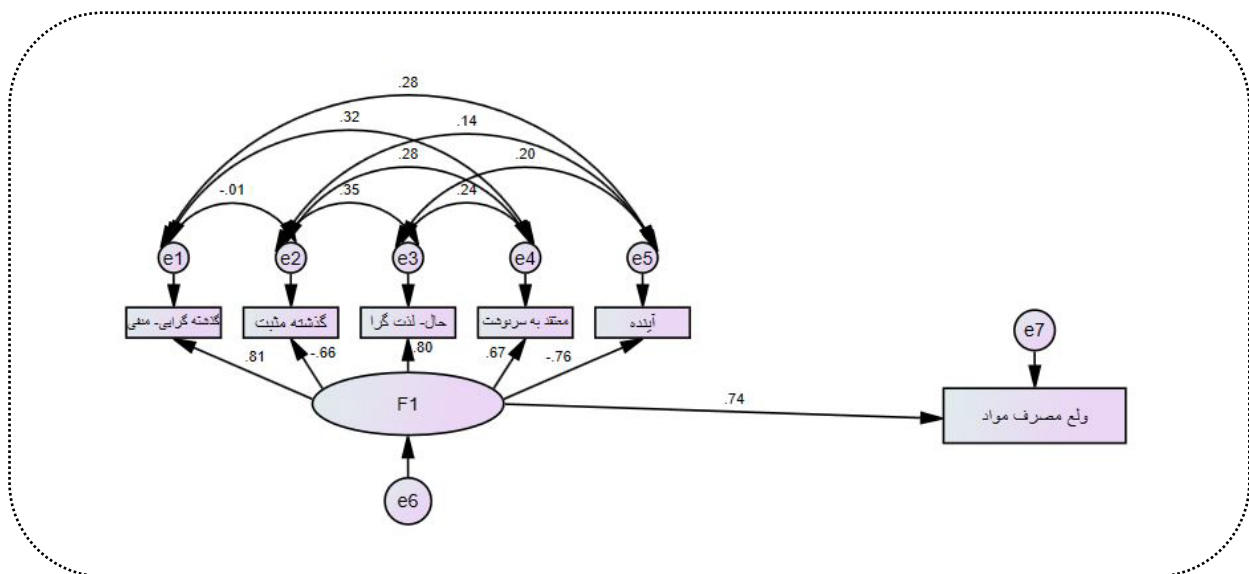 .28
.32
.14
.28
.20
-.01
.35
.24
e1
e2
e3
e4
e5
گذشته گرایی- منفی
گذشته مثبت
حال- لذت گرا
معتقد به سرنوشت
آینده
e7
.81
-.66
.80
.67
-.76
F1
.74
ولع مصرف مواد
e6